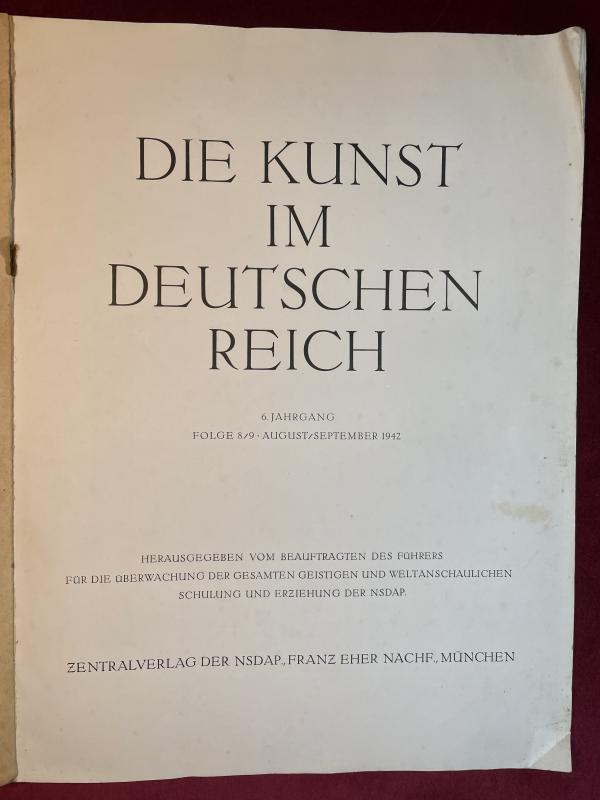 DIE KUNST
IM
DEUTSCHEN
REICH
6. JAHRGANG
FOLGE 8/9 · AUGUST/SEPTEMBER 1942
HERAUSGEGEBEN VOM BEAUFTRAGTEN DES FÜHRERS
FÜR DIE ÜBERWACHUNG DER GESAMTEN GEISTIGEN UND WELTANSCHAULICHEN
SCHULUNG UND ERZIEHUNG DER NSDAP.
ZENTRALVERLAG DER NSDAP., FRANZ EHER NACHF., MÜNCHEN